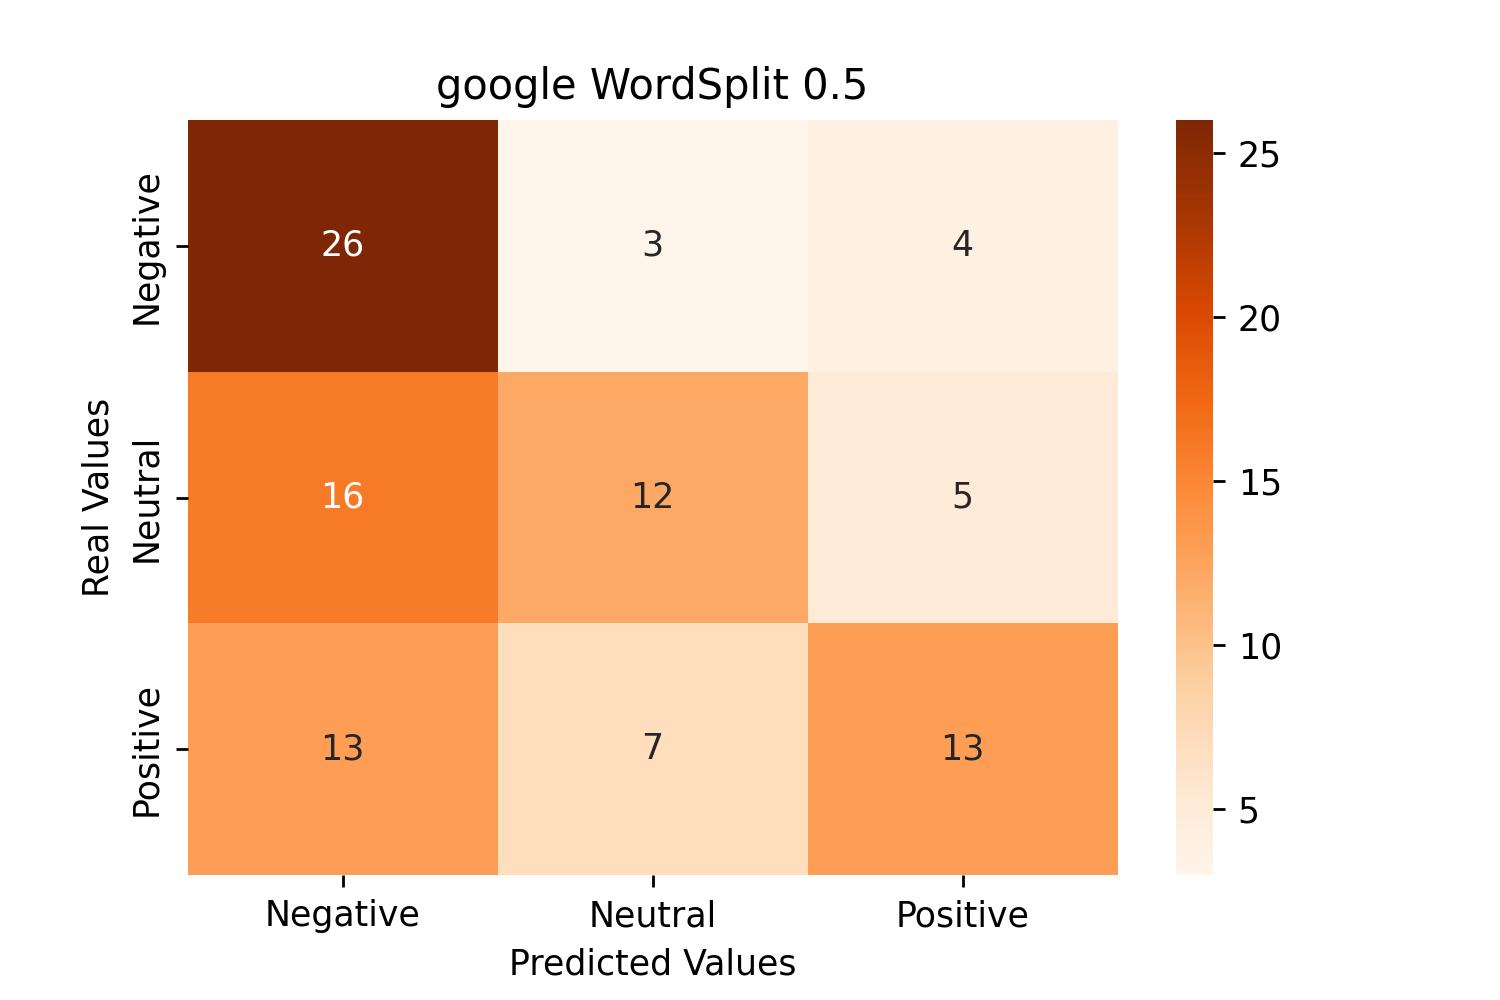 google WordSplit 0.5
Real Values
Negative
26 3 4
Neutral
16 12 5
Positive
13 7 13
Negative Neutral Positive
Predicted Values
25
20
15
10
5